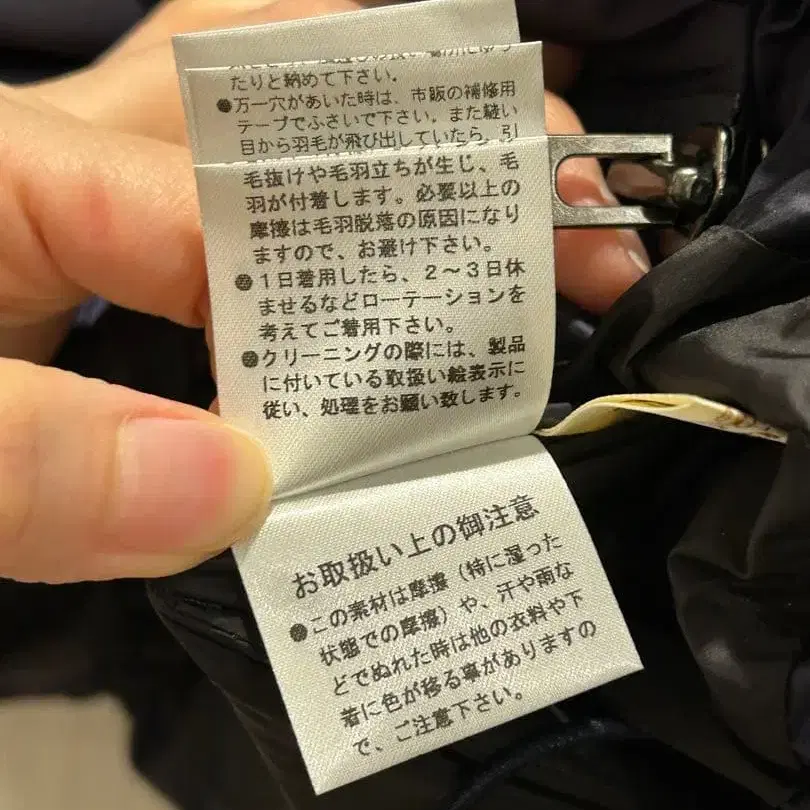 たりと納めて下さい。
●万一穴があいた時は、市販の補修用
テープでふさいで下さい。また縫い
目から羽毛が飛び出していたら、引
毛抜けや毛羽立ちが生じ、毛
羽が付着します。必要以上の
摩擦は毛羽脱落の原因になり
ますので、お避け下さい。
●1日着用したら、2〜3日休
ませるなどローテーションを
考えてご着用下さい。
●クリーニングの際には、製品
に付いている取扱い絵表示に
従い、処理をお願い致します。
お取扱い上の御注意
●この素材は摩擦（特に湿った
状態での摩擦）や、汗や雨な
どでぬれた時は他の衣料や下
着に色が移る事がありますの
で、ご注意下さい。